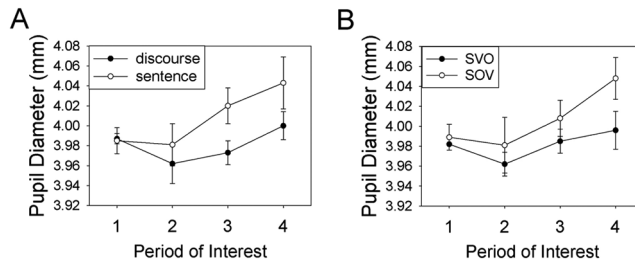 A
Pupil Diameter (mm)
4.08
4.06
4.04
4.02
4.00
3.98
3.96
3.94
3.92
discourse
sentence
1 2 3 4
Period of Interest
B
Pupil Diameter (mm)
4.08
4.06
4.04
4.02
4.00
3.98
3.96
3.94
3.92
SVO
SOV
1 2 3 4
Period of Interest